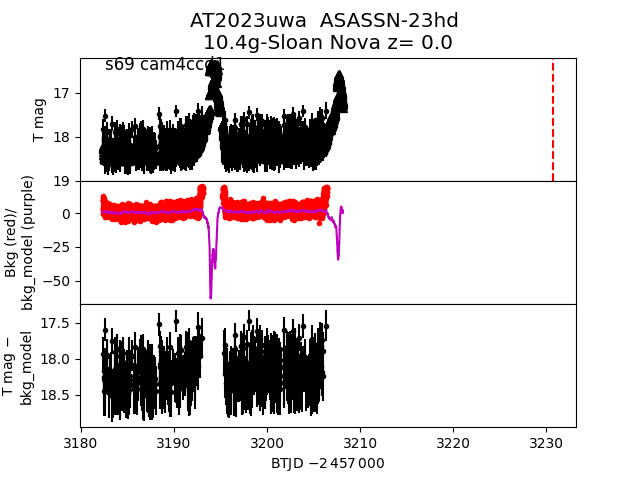 AT2023uwa  ASASSN-23hd
10.4g-Sloan Nova z= 0.0
s69 cam4ccd1
T mag
17
18
19
Bkg (red)/
bkg_model (purple)
0
−25
−50
T mag −
bkg_model
17.5
18.0
18.5
3180 3190 3200 3210 3220 3230
BTJD −2 457 000